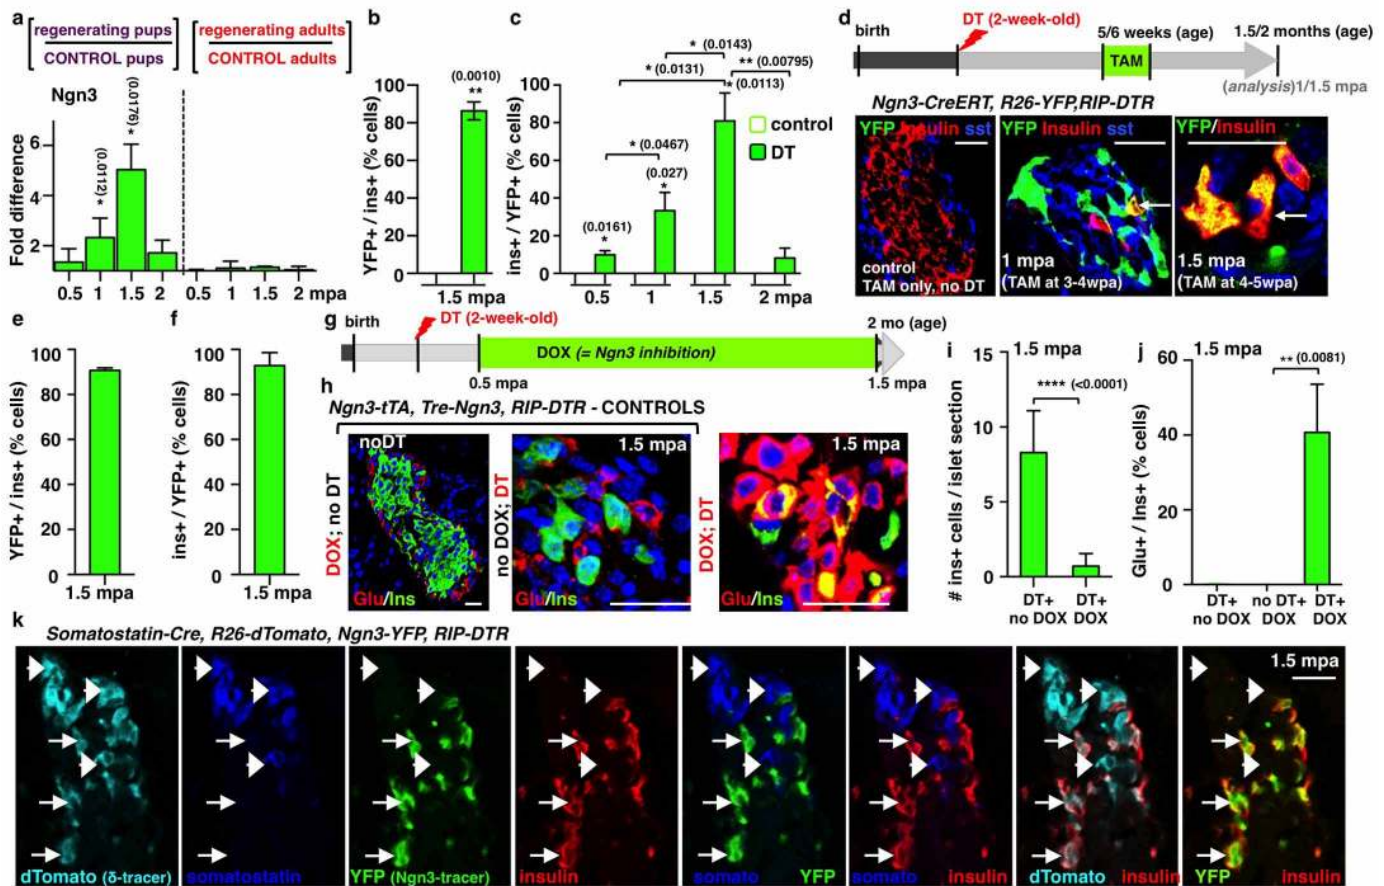 a
regenerating pups
CONTROL pups
regenerating adults
CONTROL adults
Ngn3
Fold difference
6
4
2
(0.0112)
*
(0.0176)
*
0.5 1 1.5 2 0.5 1 1.5 2 mpa
b
YFP+ / ins+ (% cells)
100
80
60
40
20
0
(0.0010)
**
1.5 mpa
c
ins+ / YFP+ (% cells)
100
80
60
40
20
0
* (0.0143)
** (0.00795)
* (0.0131)
* (0.0113)
* (0.0467)
(0.027)
*
(0.0161)
*
0.5 1 1.5 2 mpa
control
DT
d
birth
DT (2-week-old)
5/6 weeks (age)
1.5/2 months (age)
TAM
(analysis)1/1.5 mpa
Ngn3-CreERT, R26-YFP,RIP-DTR
YFP Insulin sst
control
TAM only, no DT
YFP Insulin sst
1 mpa
(TAM at 3-4wpa)
YFP/insulin
1.5 mpa
(TAM at 4-5wpa)
e
YFP+ / ins+ (% cells)
100
80
60
40
20
0
1.5 mpa
f
ins+ / YFP+ (% cells)
100
80
60
40
20
0
1.5 mpa
g
birth
DT (2-week-old)
2 mo (age)
DOX (= Ngn3 inhibition)
0.5 mpa
1.5 mpa
h
Ngn3-tTA, Tre-Ngn3, RIP-DTR - CONTROLS
DOX; no DT
noDT
Glu/Ins
no DOX; DT
1.5 mpa
Glu/Ins
DOX; DT
1.5 mpa
Glu/Ins
i
1.5 mpa
# ins+ cells / islet section
15
10
5
0
**** (<0.0001)
DT+ DT+
no DOX DOX
j
1.5 mpa
Glu+ / Ins+ (% cells)
60
40
20
0
** (0.0081)
DT+ no DT+ DT+
no DOX DOX DOX
k
Somatostatin-Cre, R26-dTomato, Ngn3-YFP, RIP-DTR
1.5 mpa
dTomato (δ-tracer)
somatostatin
YFP (Ngn3-tracer)
insulin
somato YFP
somato insulin
dTomato insulin
YFP insulin